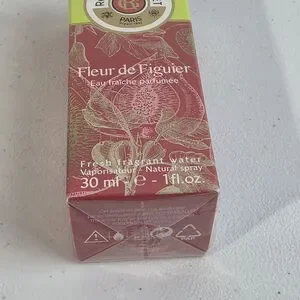 R
PARIS
Fleur de Figuier
Eau fraîche parfumée
Fresh fragrant water
Vaporisateur - Natural spray
30 ml - ℮ - 1 fl.oz.